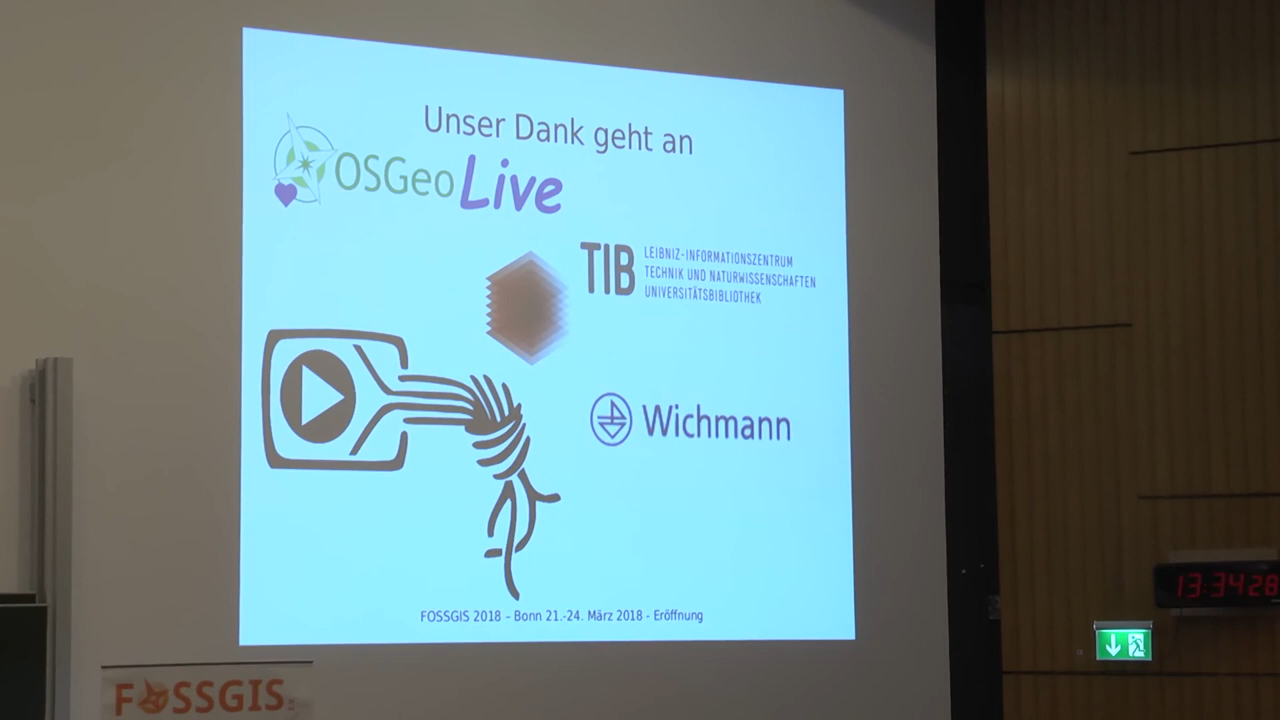 Unser Dank geht an
OSGeo Live
TIB
LEIBNIZ-INFORMATIONSZENTRUM
TECHNIK UND NATURWISSENSCHAFTEN
UNIVERSITÄTSBIBLIOTHEK
Wichmann
FOSSGIS 2018 – Bonn 21.-24. März 2018 - Eröffnung
13:34 28
FOSSGIS